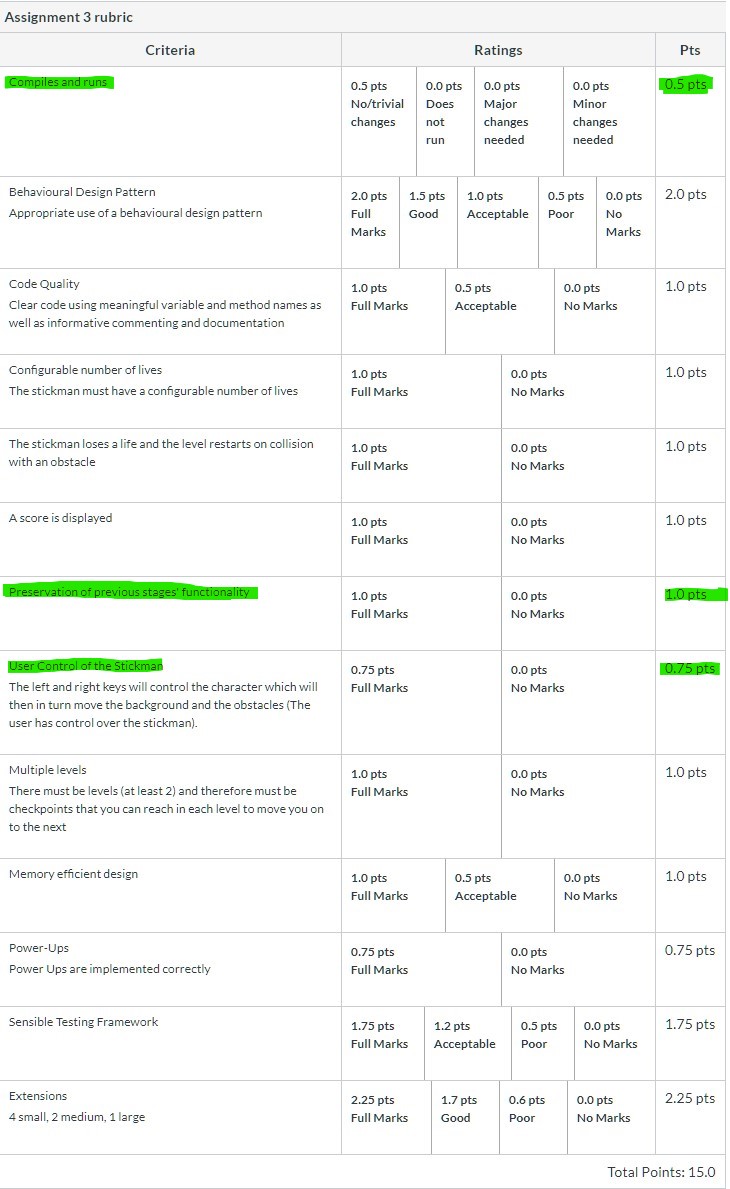 Assignment 3 rubric
Criteria Ratings Pts
Compiles and runs
0.5 pts
No/trivial
changes
0.0 pts
Does
not
run
0.0 pts
Major
changes
needed
0.0 pts
Minor
changes
needed
0.5 pts
Behavioural Design Pattern
Appropriate use of a behavioural design pattern
2.0 pts
Full
Marks
1.5 pts
Good
1.0 pts
Acceptable
0.5 pts
Poor
0.0 pts
No
Marks
2.0 pts
Code Quality
Clear code using meaningful variable and method names as
well as informative commenting and documentation
1.0 pts
Full Marks
0.5 pts
Acceptable
0.0 pts
No Marks
1.0 pts
Configurable number of lives
The stickman must have a configurable number of lives
1.0 pts
Full Marks
0.0 pts
No Marks
1.0 pts
The stickman loses a life and the level restarts on collision
with an obstacle
1.0 pts
Full Marks
0.0 pts
No Marks
1.0 pts
A score is displayed
1.0 pts
Full Marks
0.0 pts
No Marks
1.0 pts
Preservation of previous stages' functionality
1.0 pts
Full Marks
0.0 pts
No Marks
1.0 pts
User Control of the Stickman
The left and right keys will control the character which will
then in turn move the background and the obstacles (The
user has control over the stickman).
0.75 pts
Full Marks
0.0 pts
No Marks
0.75 pts
Multiple levels
There must be levels (at least 2) and therefore must be
checkpoints that you can reach in each level to move you on
to the next
1.0 pts
Full Marks
0.0 pts
No Marks
1.0 pts
Memory efficient design
1.0 pts
Full Marks
0.5 pts
Acceptable
0.0 pts
No Marks
1.0 pts
Power-Ups
Power Ups are implemented correctly
0.75 pts
Full Marks
0.0 pts
No Marks
0.75 pts
Sensible Testing Framework
1.75 pts
Full Marks
1.2 pts
Acceptable
0.5 pts
Poor
0.0 pts
No Marks
1.75 pts
Extensions
4 small, 2 medium, 1 large
2.25 pts
Full Marks
1.7 pts
Good
0.6 pts
Poor
0.0 pts
No Marks
2.25 pts
Total Points: 15.0